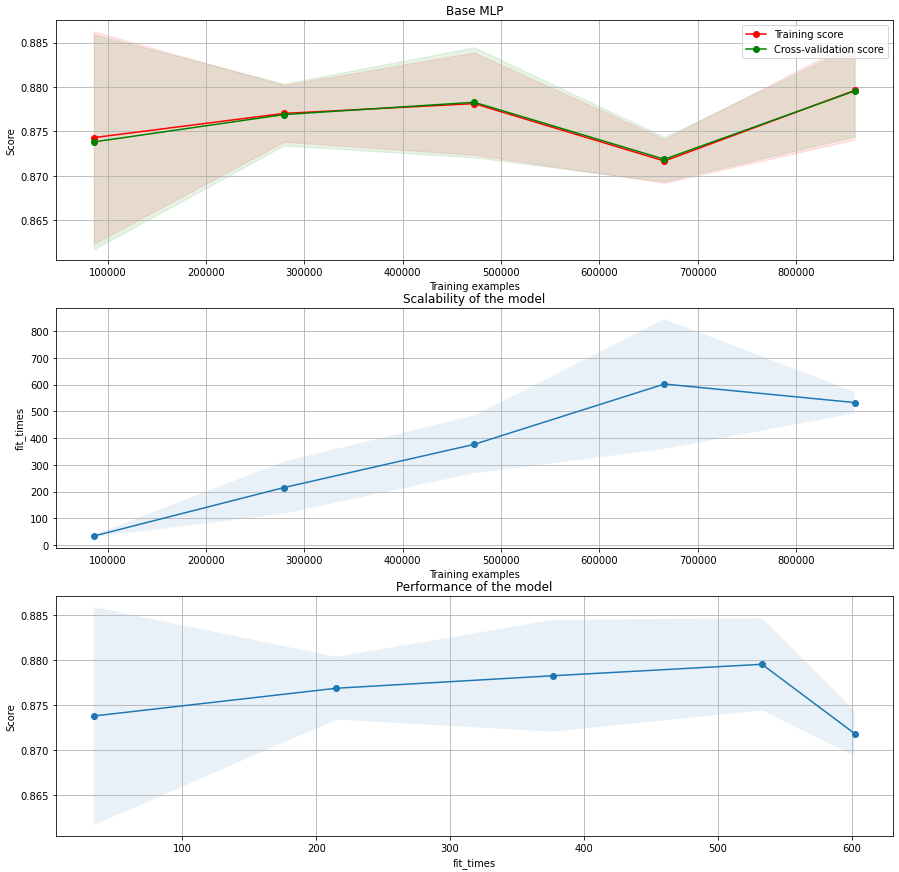 Base MLP
Training score
Cross-validation score
Score
0.885
0.880
0.875
0.870
0.865
100000 200000 300000 400000 500000 600000 700000 800000
Training examples
Scalability of the model
fit_times
800
700
600
500
400
300
200
100
0
100000 200000 300000 400000 500000 600000 700000 800000
Training examples
Performance of the model
Score
0.885
0.880
0.875
0.870
0.865
100 200 300 400 500 600
fit_times